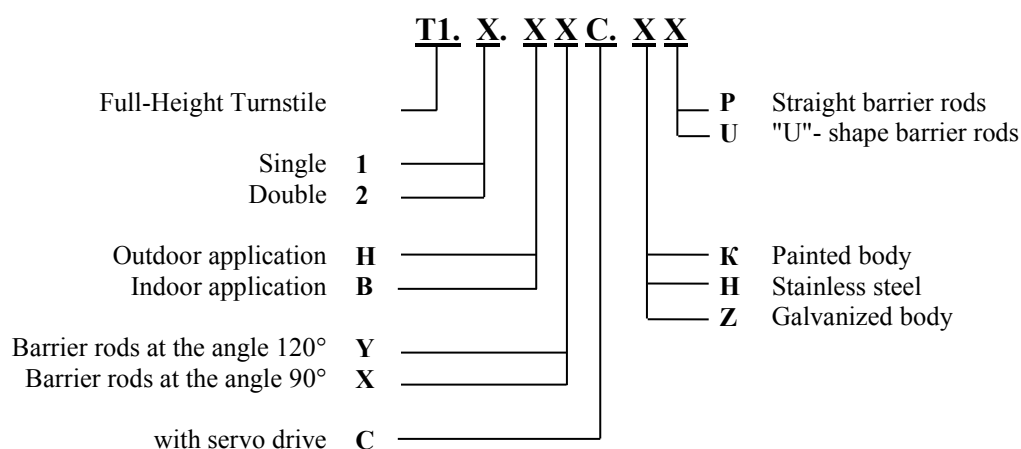 T1. X. X X C. X X
Full-Height Turnstile
P Straight barrier rods
U "U"- shape barrier rods
Single 1
Double 2
Outdoor application H
Indoor application B
K Painted body
H Stainless steel
Z Galvanized body
Barrier rods at the angle 120° Y
Barrier rods at the angle 90° X
with servo drive C